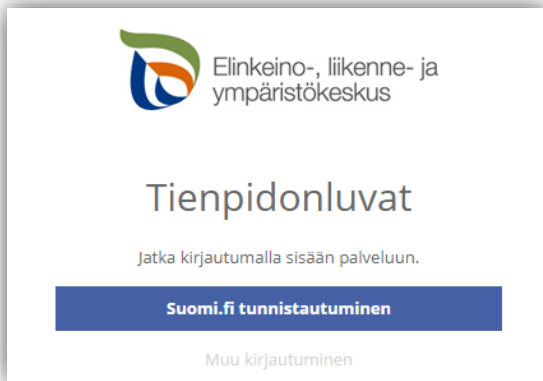 Elinkeino-, liikenne- ja
ympäristökeskus
Tienpidonluvat
Jatka kirjautumalla sisään palveluun.
Suomi.fi tunnistautuminen
Muu kirjautuminen